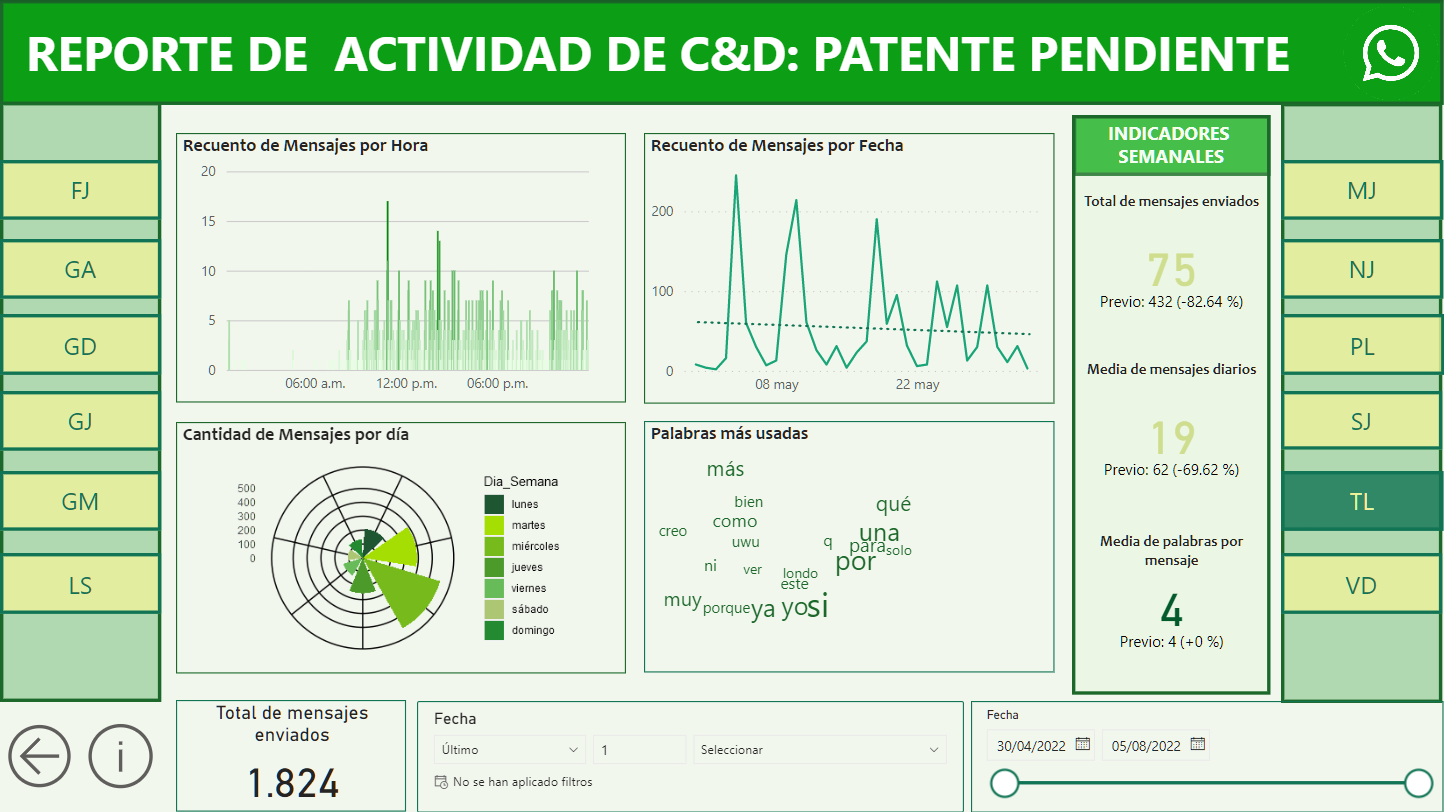 REPORTE DE ACTIVIDAD DE C&D: PATENTE PENDIENTE
FJ
GA
GD
GJ
GM
LS
Recuento de Mensajes por Hora
20
15
10
5
0
06:00 a.m.
12:00 p.m.
06:00 p.m.
Recuento de Mensajes por Fecha
200
100
0
08 may
22 may
Cantidad de Mensajes por día
500
400
300
200
100
0
Dia_Semana
lunes
martes
miércoles
jueves
viernes
sábado
domingo
Palabras más usadas
más
bien
qué
como
creo
una
uwu
q
para
solo
por
ni
ver
londo
este
muy
porque
ya
yo
si
INDICADORES
SEMANALES
Total de mensajes enviados
75
Previo: 432 (-82.64 %)
Media de mensajes diarios
19
Previo: 62 (-69.62 %)
Media de palabras por
mensaje
4
Previo: 4 (+0 %)
MJ
NJ
PL
SJ
TL
VD
Total de mensajes
enviados
1.824
Fecha
Último
1
Seleccionar
No se han aplicado filtros
Fecha
30/04/2022
05/08/2022